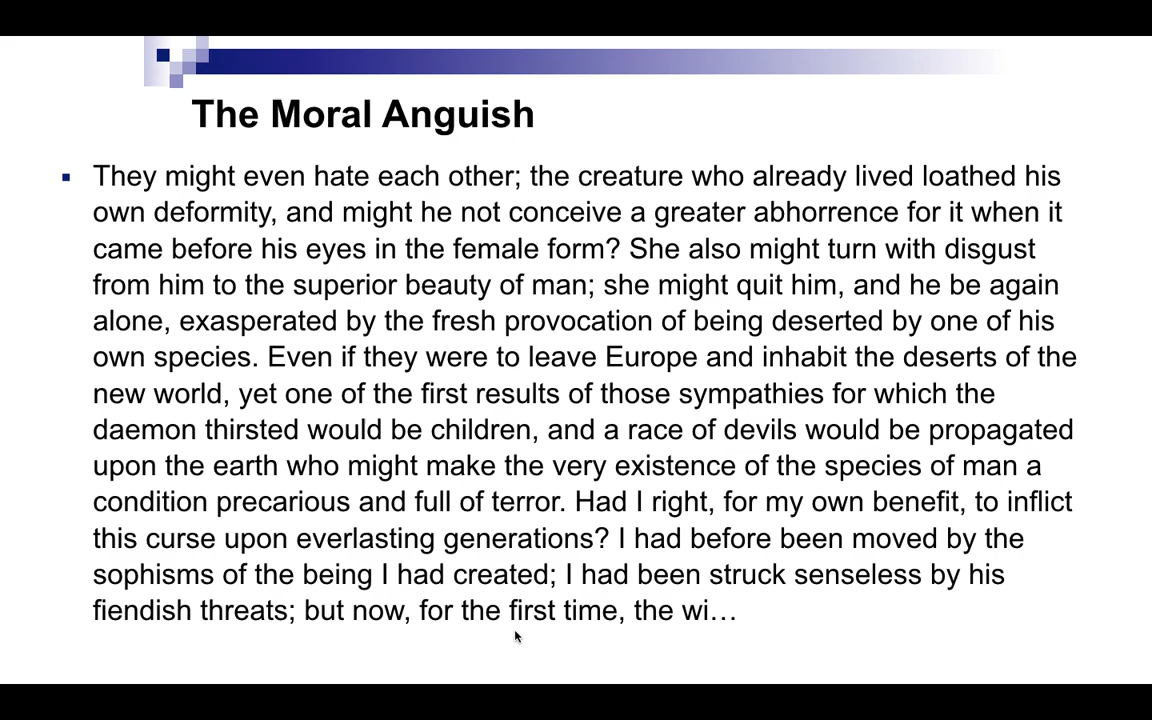 The Moral Anguish
They might even hate each other; the creature who already lived loathed his
own deformity, and might he not conceive a greater abhorrence for it when it
came before his eyes in the female form? She also might turn with disgust
from him to the superior beauty of man; she might quit him, and he be again
alone, exasperated by the fresh provocation of being deserted by one of his
own species. Even if they were to leave Europe and inhabit the deserts of the
new world, yet one of the first results of those sympathies for which the
daemon thirsted would be children, and a race of devils would be propagated
upon the earth who might make the very existence of the species of man a
condition precarious and full of terror. Had I right, for my own benefit, to inflict
this curse upon everlasting generations? I had before been moved by the
sophisms of the being I had created; I had been struck senseless by his
fiendish threats; but now, for the first time, the wi…